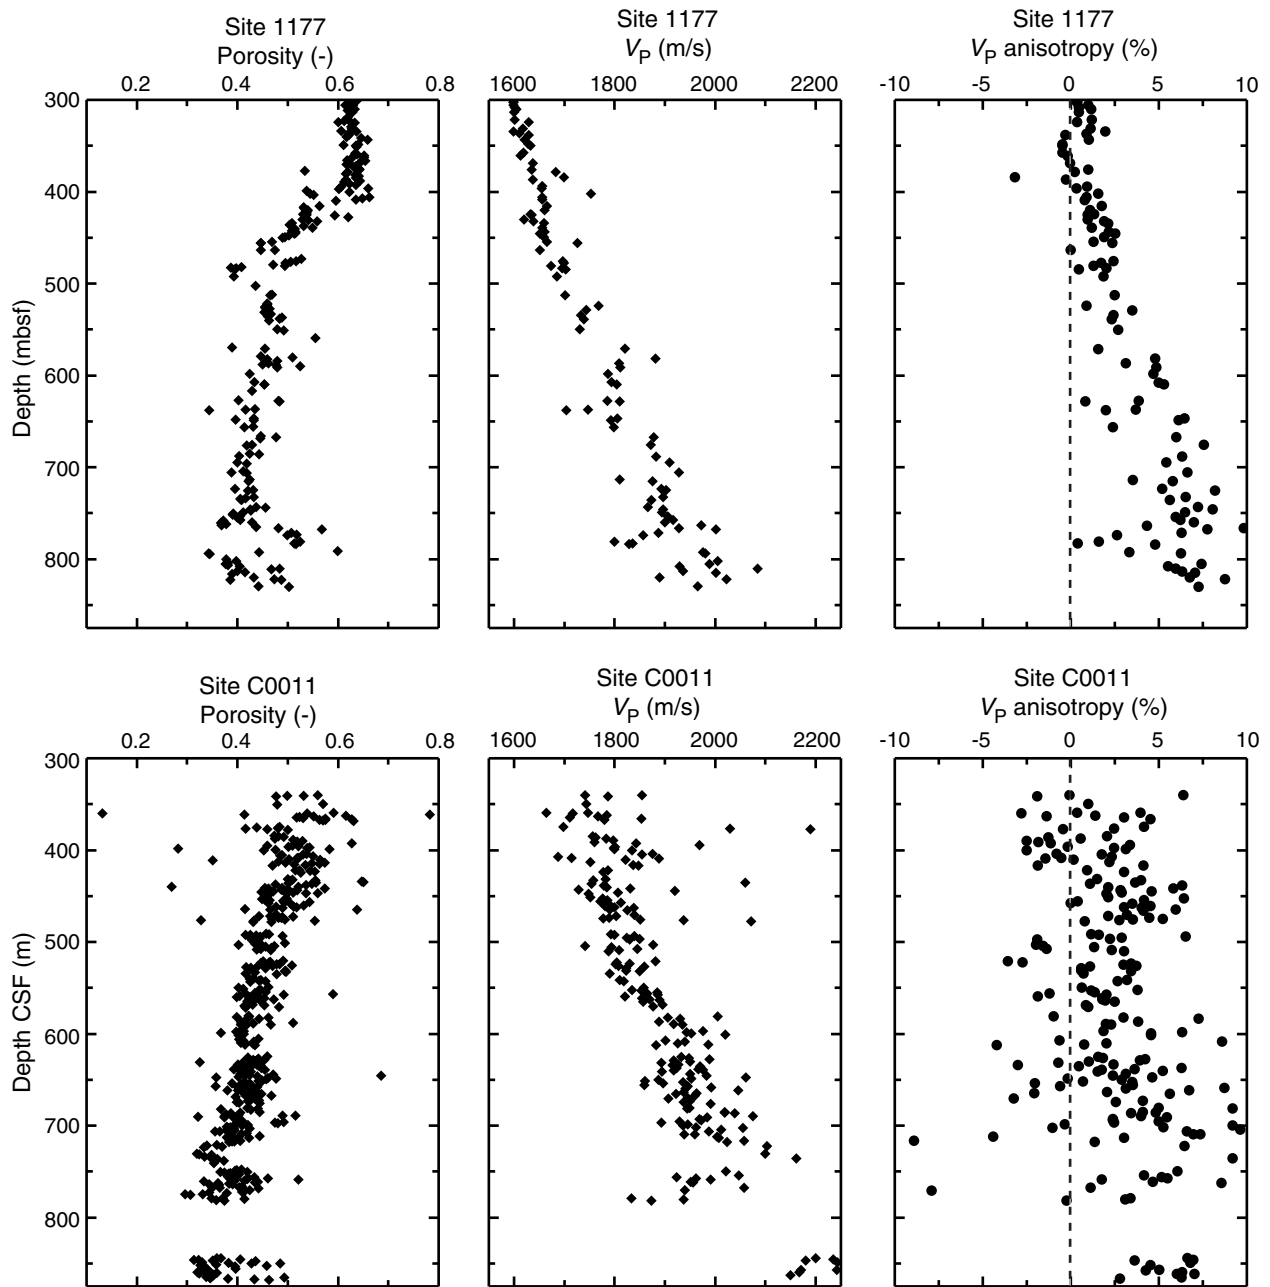 Site 1177
Porosity (-)
Site 1177
VP (m/s)
Site 1177
VP anisotropy (%)
0.2 0.4 0.6 0.8
1600 1800 2000 2200
-10 -5 0 5 10
300
400
500
600
700
800
Depth (mbsf)
Site C0011
Porosity (-)
Site C0011
VP (m/s)
Site C0011
VP anisotropy (%)
0.2 0.4 0.6 0.8
1600 1800 2000 2200
-10 -5 0 5 10
300
400
500
600
700
800
Depth CSF (m)